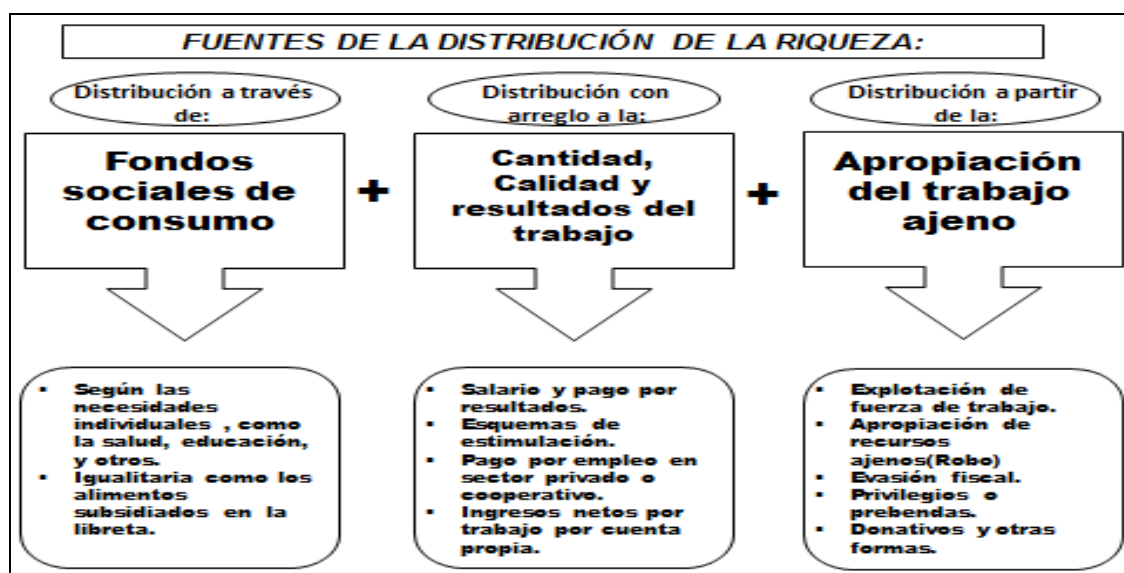 FUENTES DE LA DISTRIBUCIÓN DE LA RIQUEZA:
Distribución a través
de:
Fondos
sociales de
consumo
▪ Según las
necesidades
individuales , como
la salud, educación,
y otros.
▪ Igualitaria como los
alimentos
subsidiados en la
libreta.
+
Distribución con
arreglo a la:
Cantidad,
Calidad y
resultados del
trabajo
▪ Salario y pago por
resultados.
▪ Esquemas de
estimulación.
▪ Pago por empleo en
sector privado o
cooperativo.
▪ Ingresos netos por
trabajo por cuenta
propia.
+
Distribución a partir
de la:
Apropiación
del trabajo
ajeno
▪ Explotación de
fuerza de trabajo.
▪ Apropiación de
recursos
ajenos(Robo)
▪ Evasión fiscal.
▪ Privilegios o
prebendas.
▪ Donativos y otras
formas.